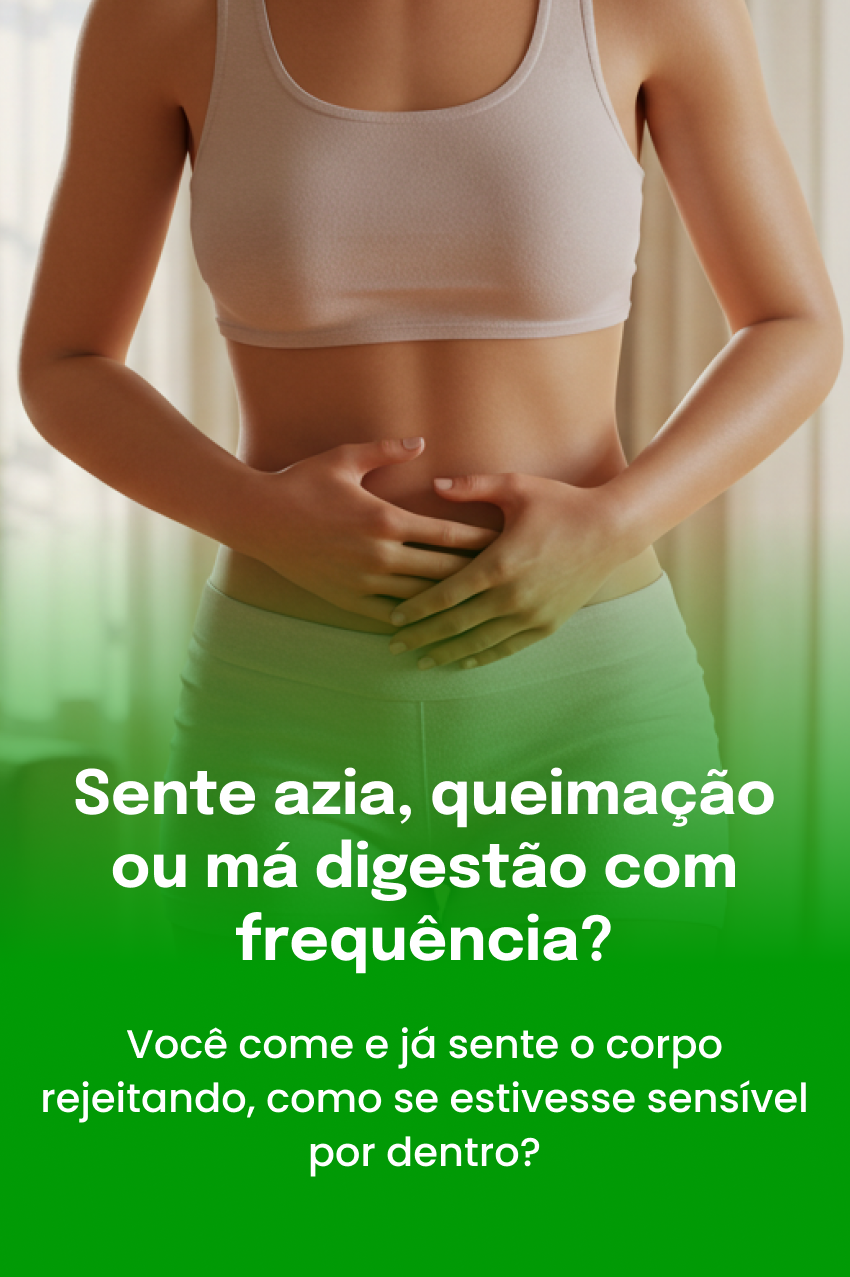 Sente azia, queimação
ou má digestão com
frequência?
Você come e já sente o corpo
rejeitando, como se estivesse sensível
por dentro?